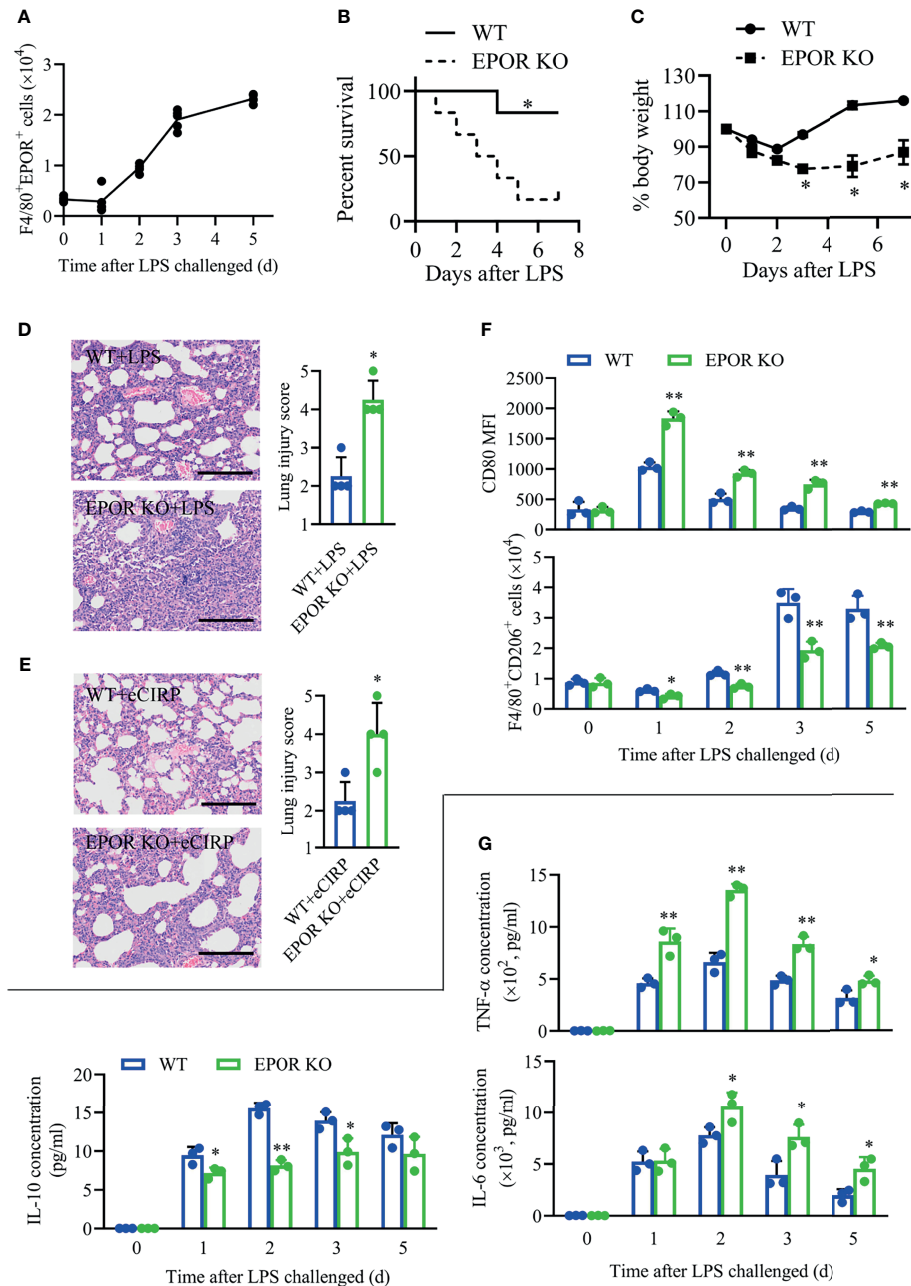 A
F4/80+EPOR+ cells (×10⁴)
3
2
1
0
0 1 2 3 4 5
Time after LPS challenged (d)
B
WT
EPOR KO
Percent survival
100
50
0
*
0 2 4 6 8
Days after LPS
C
WT
EPOR KO
% body weight
130
110
90
70
50
* * *
0 2 4 6
Days after LPS
D
WT+LPS
EPOR KO+LPS
Lung injury score
5
4
3
2
1
*
WT+LPS
EPOR KO+LPS
E
WT+eCIRP
EPOR KO+eCIRP
Lung injury score
5
4
3
2
1
*
WT+eCIRP
EPOR KO+eCIRP
F
WT EPOR KO
CD80 MFI
2500
2000
1500
1000
500
0
** ** ** **
F4/80+CD206+ cells (×10⁴)
5
4
3
2
1
0
* ** ** **
0 1 2 3 5
Time after LPS challenged (d)
G
TNF-α concentration
(×10², pg/ml)
15
10
5
0
** ** ** *
IL-6 concentration
(×10³, pg/ml)
15
10
5
0
* * *
0 1 2 3 5
Time after LPS challenged (d)
WT EPOR KO
IL-10 concentration
(pg/ml)
20
15
10
5
0
* ** *
0 1 2 3 5
Time after LPS challenged (d)